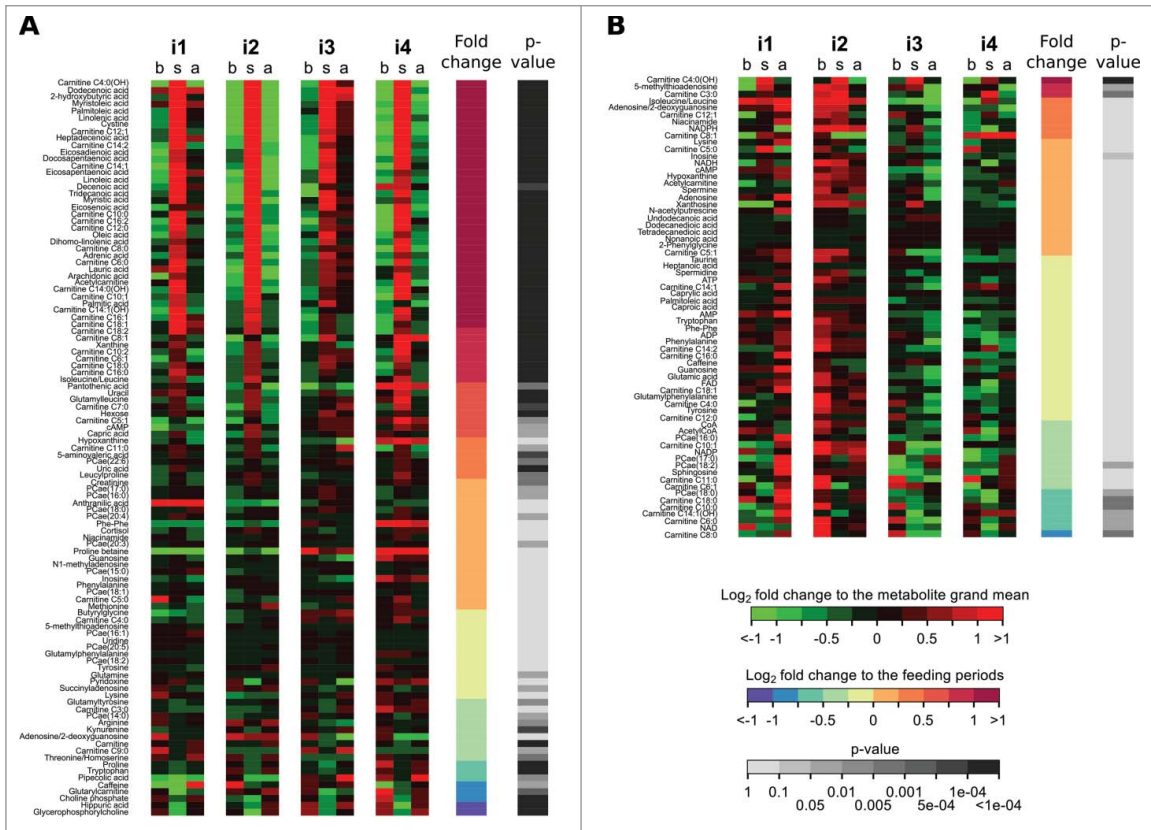 A
i1 i2 i3 i4 Fold change p-value
b s a b s a b s a b s a
Carnitine C4:0(OH)
Dodecenoic acid
2-hydroxybutyric acid
Myristoleic acid
Palmitoleic acid
Linolenic acid
Cystine
Carnitine C12:1
Heptadecenoic acid
Carnitine C14:2
Eicosadienoic acid
Docosapentaenoic acid
Carnitine C14:1
Eicosapentaenoic acid
Linoleic acid
Decenoic acid
Tridecanoic acid
Myristic acid
Eicosenoic acid
Carnitine C10:0
Carnitine C16:2
Carnitine C12:0
Oleic acid
Dihomo-linolenic acid
Carnitine C8:0
Adrenic acid
Carnitine C6:0
Lauric acid
Arachidonic acid
Acetylcarnitine
Carnitine C14:0(OH)
Carnitine C10:1
Palmitic acid
Carnitine C14:1(OH)
Carnitine C16:1
Carnitine C18:1
Carnitine C18:2
Carnitine C8:1
Xanthine
Carnitine C10:2
Carnitine C6:1
Carnitine C18:0
Carnitine C16:0
Isoleucine/Leucine
Pantothenic acid
Uracil
Glutamylleucine
Carnitine C7:0
Hexose
Carnitine C5:1
cAMP
Capric acid
Hypoxanthine
Carnitine C11:0
5-aminovaleric acid
PCae(22:6)
Uric acid
Leucylproline
Creatinine
PCae(17:0)
PCae(16:0)
Anthranilic acid
PCae(18:0)
PCae(20:4)
Phe-Phe
Cortisol
Niacinamide
PCae(20:3)
Proline betaine
Guanosine
N1-methyladenosine
PCae(15:0)
Inosine
Phenylalanine
PCae(18:1)
Carnitine C5:0
Methionine
Butyrylglycine
Carnitine C4:0
5-methylthioadenosine
PCae(16:1)
Uridine
PCae(20:5)
Glutamylphenylalanine
PCae(18:2)
Tyrosine
Glutamine
Pyridoxine
Succinyladenosine
Lysine
Glutamyltyrosine
Carnitine C3:0
PCae(14:0)
Arginine
Kynurenine
Adenosine/2-deoxyguanosine
Carnitine
Carnitine C9:0
Threonine/Homoserine
Proline
Tryptophan
Pipecolic acid
Caffeine
Glutarylcarnitine
Choline phosphate
Hippuric acid
Glycerophosphorylcholine
B
i1 i2 i3 i4 Fold change p-value
b s a b s a b s a b s a
Carnitine C4:0(OH)
5-methylthioadenosine
Carnitine C3:0
Isoleucine/Leucine
Adenosine/2-deoxyguanosine
Carnitine C12:1
Niacinamide
NADPH
Carnitine C8:1
Lysine
Carnitine C5:0
Inosine
NADH
cAMP
Hypoxanthine
Acetylcarnitine
Spermine
Adenosine
Xanthosine
N-acetylputrescine
Undodecanoic acid
Dodecanedioic acid
Tetradecanedioic acid
Nonanoic acid
2-Phenylglycine
Carnitine C5:1
Taurine
Heptanoic acid
Spermidine
ATP
Carnitine C14:1
Caprylic acid
Palmitoleic acid
Caproic acid
AMP
Tryptophan
Phe-Phe
ADP
Phenylalanine
Carnitine C14:2
Carnitine C16:0
Caffeine
Guanosine
Glutamic acid
FAD
Carnitine C18:1
Glutamylphenylalanine
Carnitine C4:0
Tyrosine
Carnitine C12:0
CoA
AcetylCoA
PCae(16:0)
Carnitine C10:1
NADP
PCae(17:0)
PCae(18:2)
Sphingosine
Carnitine C11:0
Carnitine C6:1
PCae(18:0)
Carnitine C18:0
Carnitine C10:0
Carnitine C14:1(OH)
Carnitine C6:0
NAD
Carnitine C8:0
Log2 fold change to the metabolite grand mean
<-1 -1 -0.5 0 0.5 1 >1
Log2 fold change to the feeding periods
<-1 -1 -0.5 0 0.5 1 >1
p-value
1 0.1 0.05 0.01 0.005 0.001 5e-04 1e-04 <1e-04